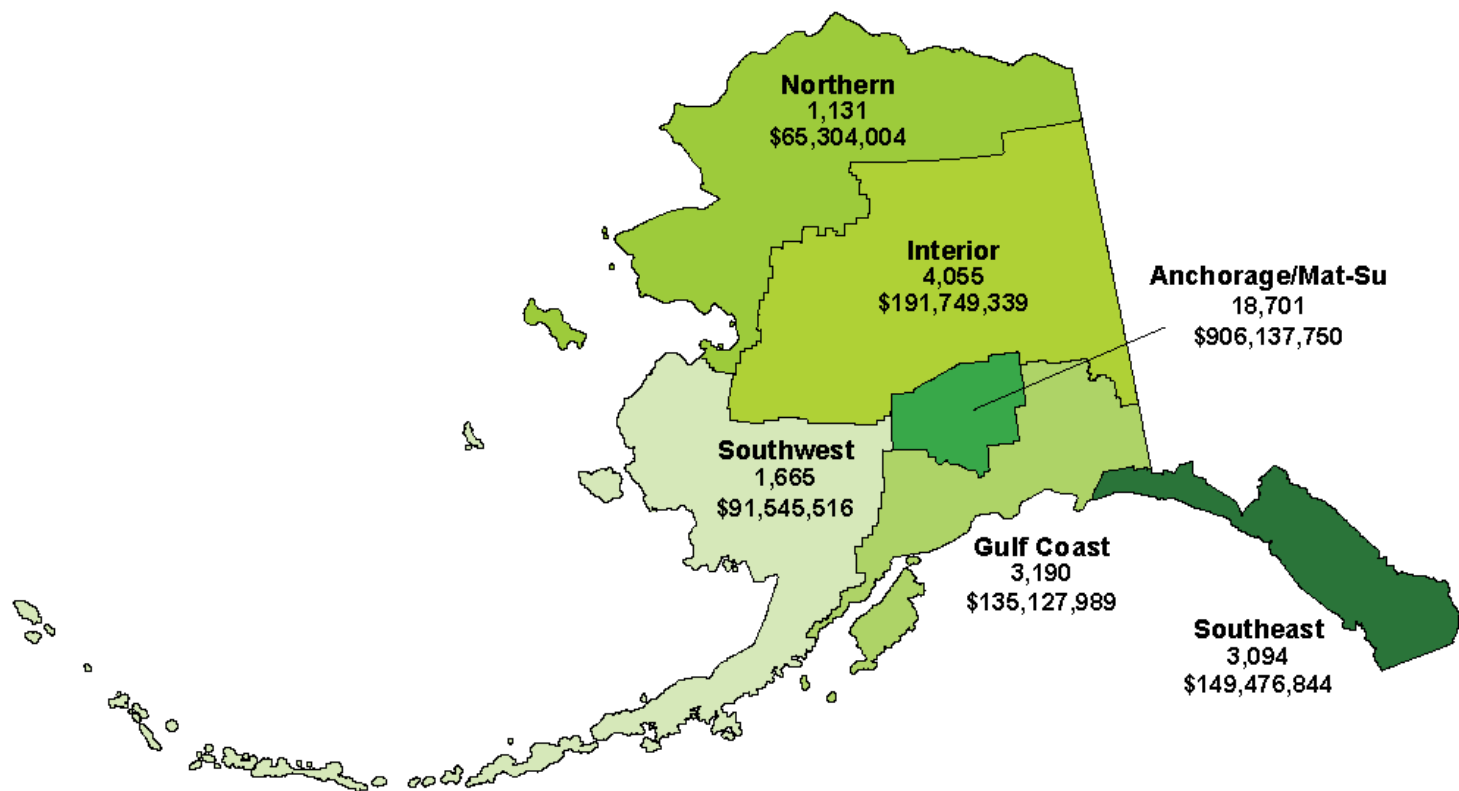 Northern
1,131
$65,304,004
Interior
4,055
$191,749,339
Anchorage/Mat-Su
18,701
$906,137,750
Southwest
1,665
$91,545,516
Gulf Coast
3,190
$135,127,989
Southeast
3,094
$149,476,844